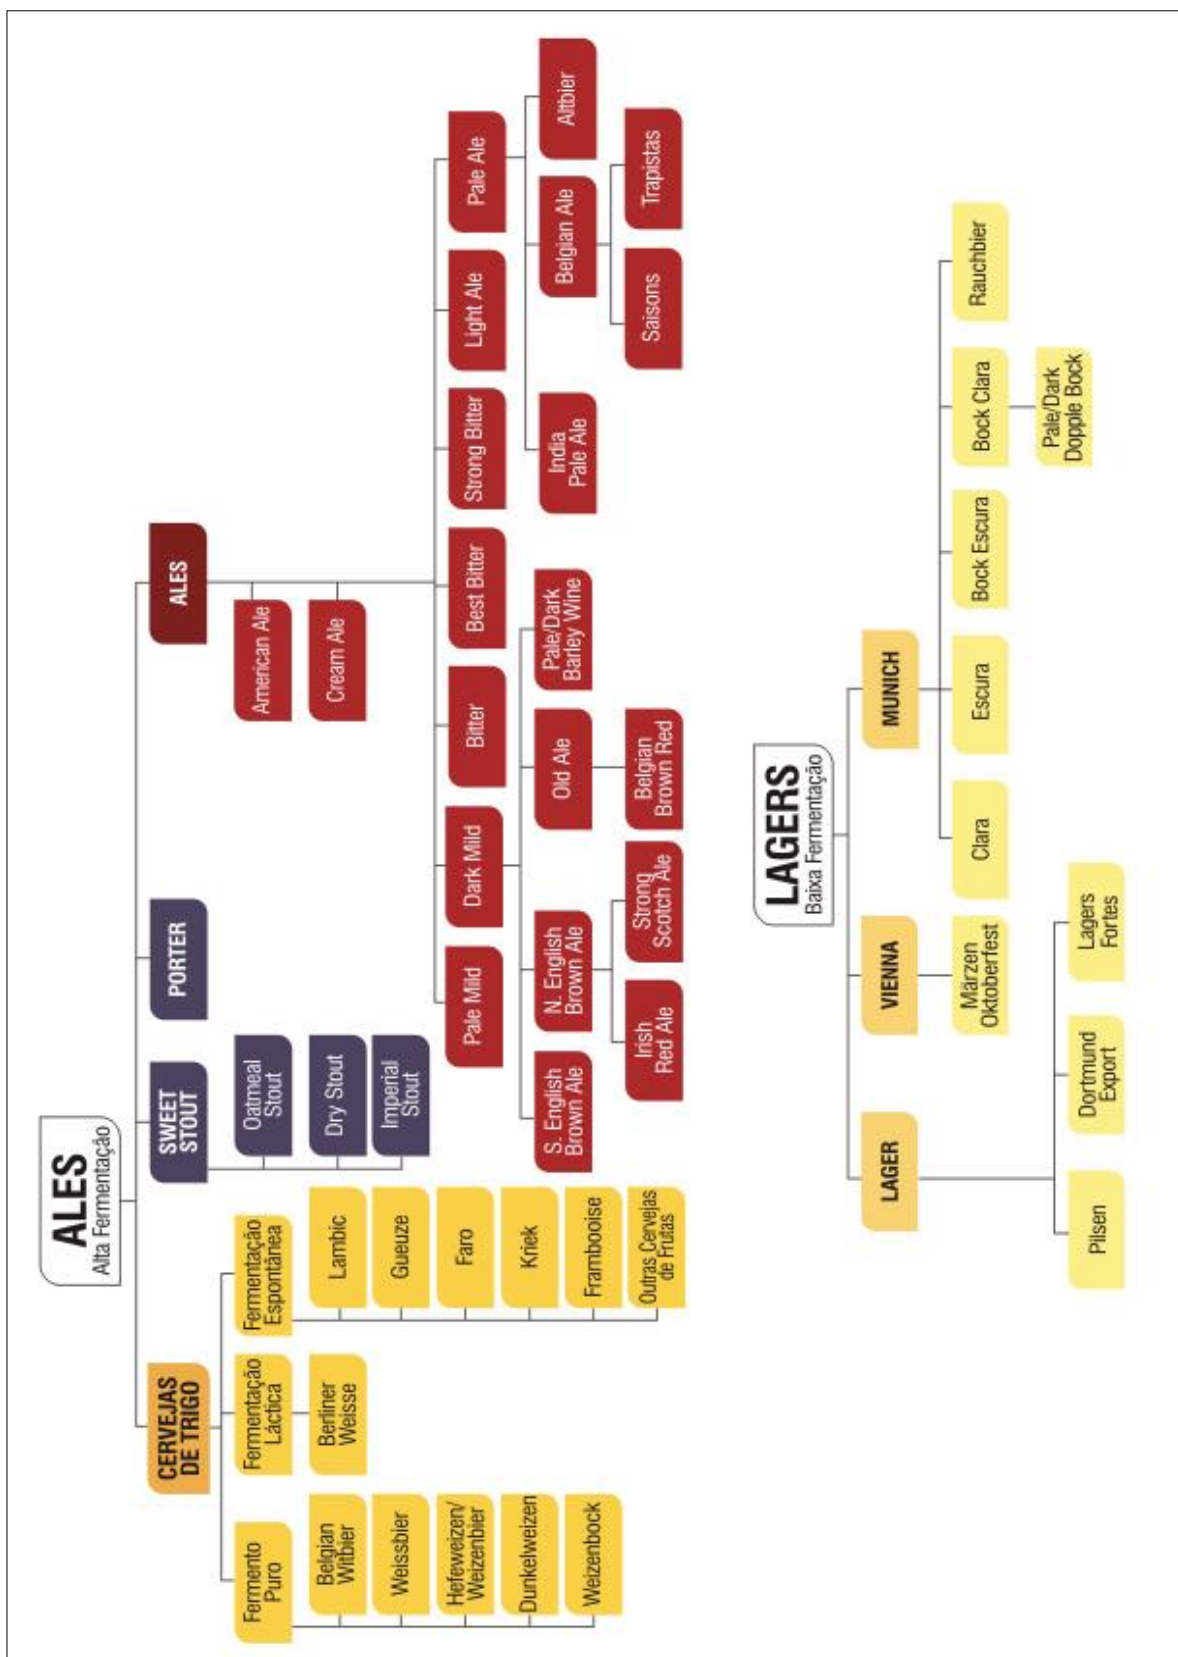 ALES
Alta Fermentação
CERVEJAS
DE TRIGO
SWEET
STOUT
PORTER
ALES
Fermento
Puro
Fermentação
Láctica
Fermentação
Espontânea
Belgian
Witbier
Weissbier
Hefeweizen/
Weizenbier
Dunkelweizen
Weizenbock
Berliner
Weisse
Lambic
Gueuze
Faro
Kriek
Frambooise
Outras Cervejas
de Frutas
Oatmeal
Stout
Dry Stout
Imperial
Stout
American Ale
Cream Ale
Pale Mild
Dark Mild
Bitter
Best Bitter
Strong Bitter
Light Ale
Pale Ale
S. English
Brown Ale
N. English
Brown Ale
Old Ale
Pale/Dark
Barley Wine
India
Pale Ale
Belgian Ale
Altbier
Irish
Red Ale
Strong
Scotch Ale
Belgian
Brown Red
Saisons
Trapistas
LAGERS
Baixa Fermentação
LAGER
VIENNA
MUNICH
Märzen
Oktoberfest
Clara
Escura
Bock Escura
Bock Clara
Rauchbier
Pilsen
Dortmund
Export
Lagers
Fortes
Pale/Dark
Dopple Bock